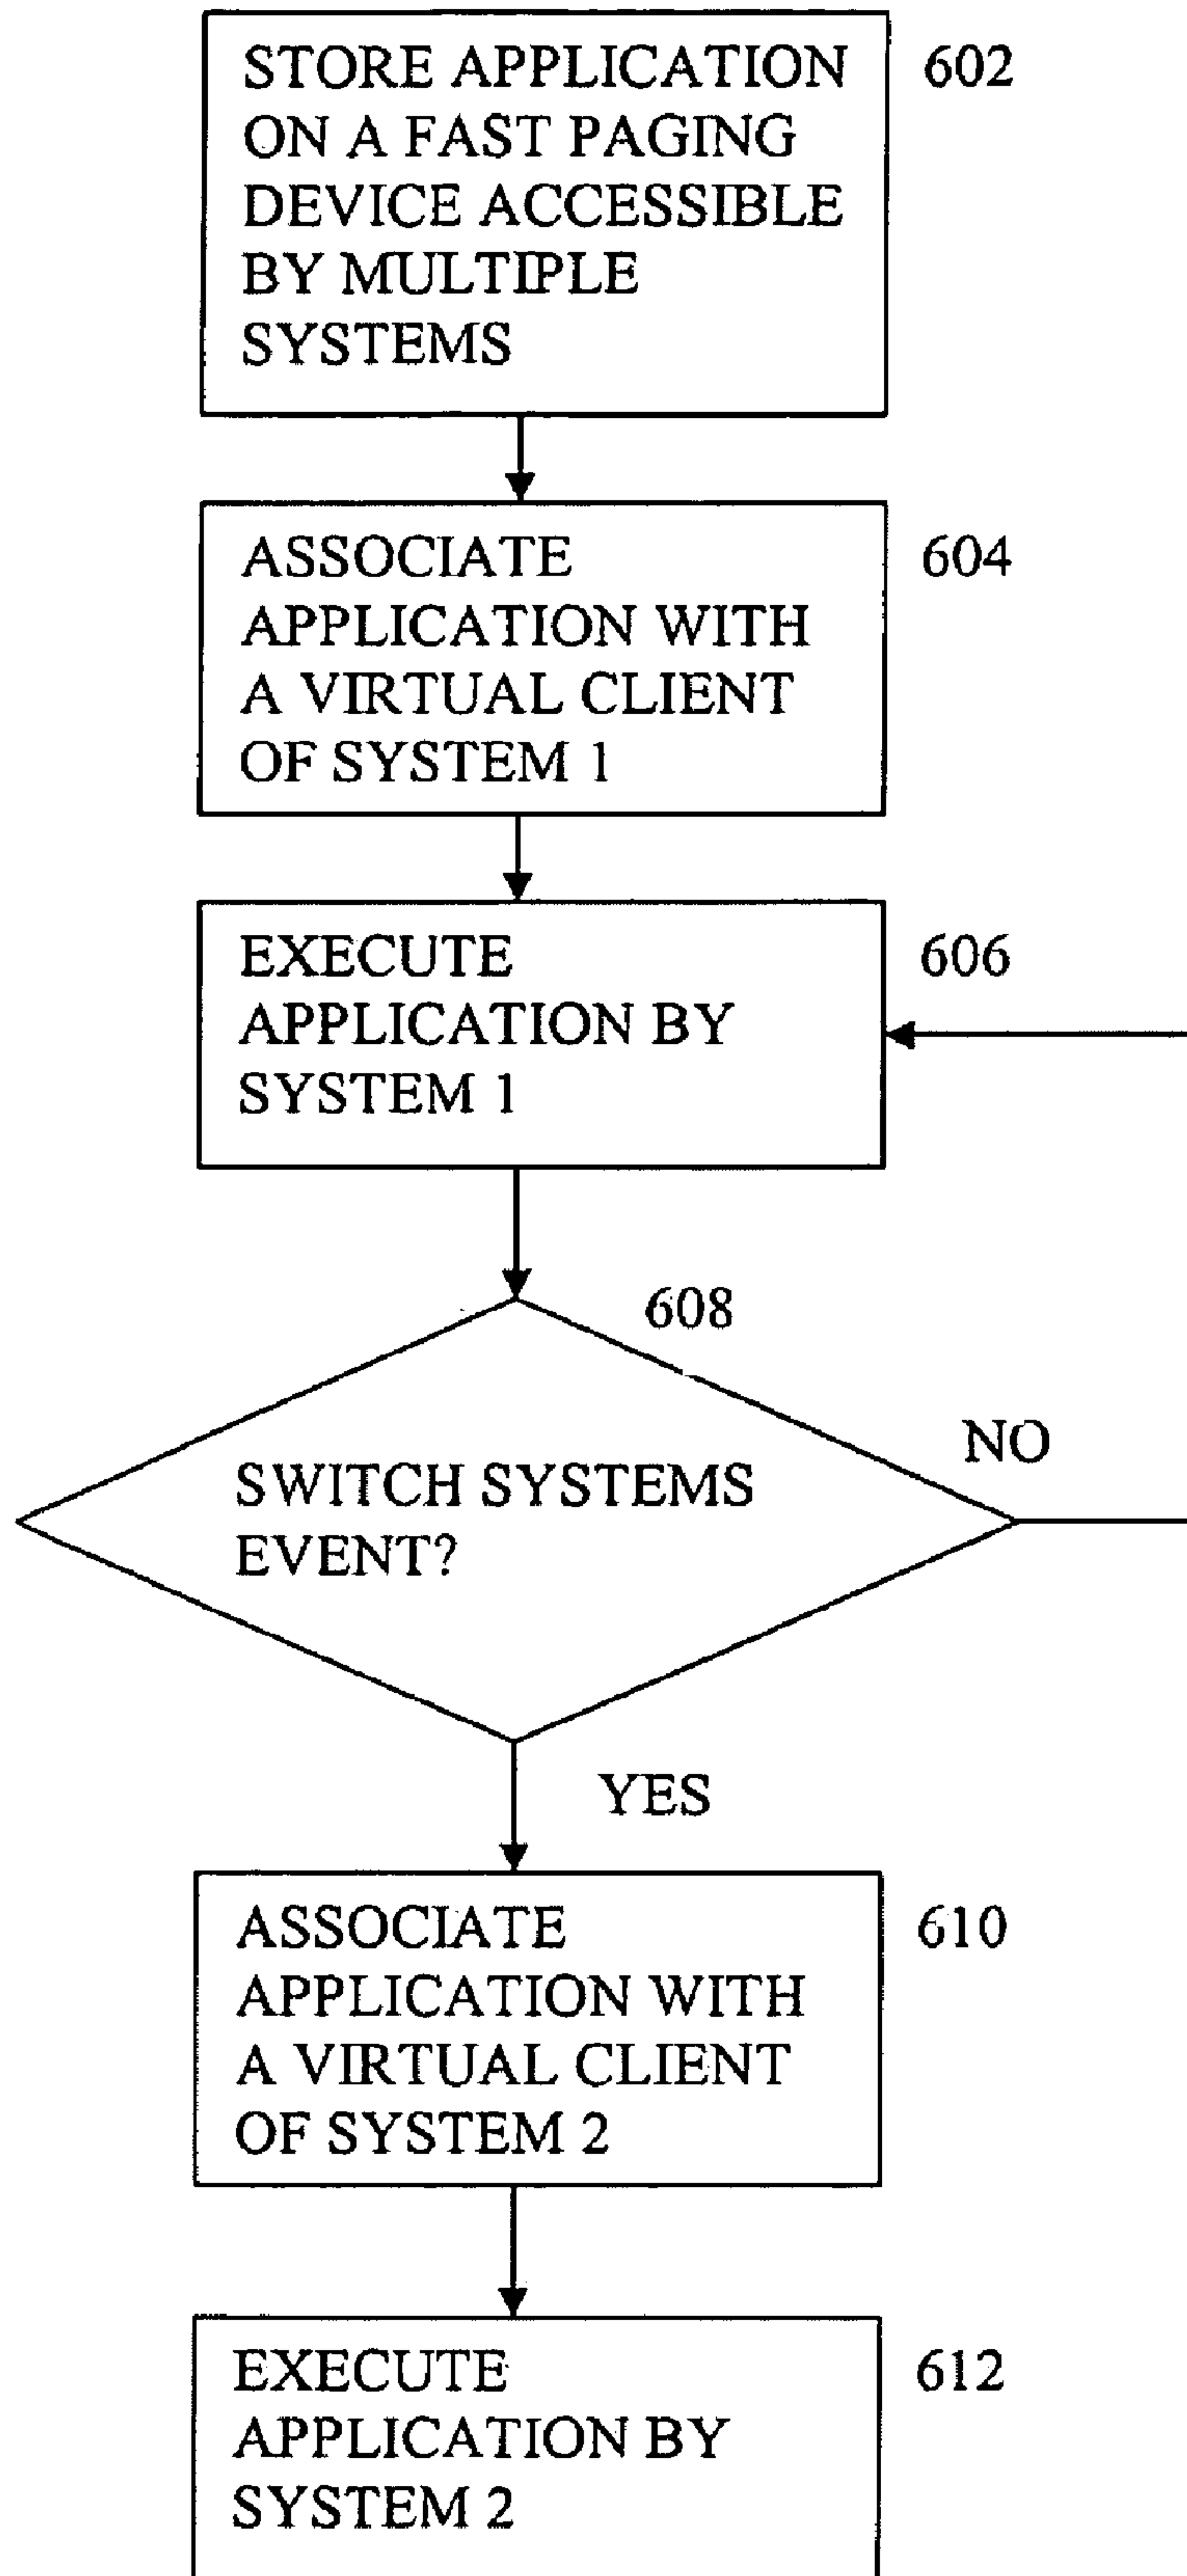 STORE APPLICATION
ON A FAST PAGING
DEVICE ACCESSIBLE
BY MULTIPLE
SYSTEMS
602
ASSOCIATE
APPLICATION WITH
A VIRTUAL CLIENT
OF SYSTEM 1
604
EXECUTE
APPLICATION BY
SYSTEM 1
606
608
SWITCH SYSTEMS
EVENT?
NO
YES
ASSOCIATE
APPLICATION WITH
A VIRTUAL CLIENT
OF SYSTEM 2
610
EXECUTE
APPLICATION BY
SYSTEM 2
612